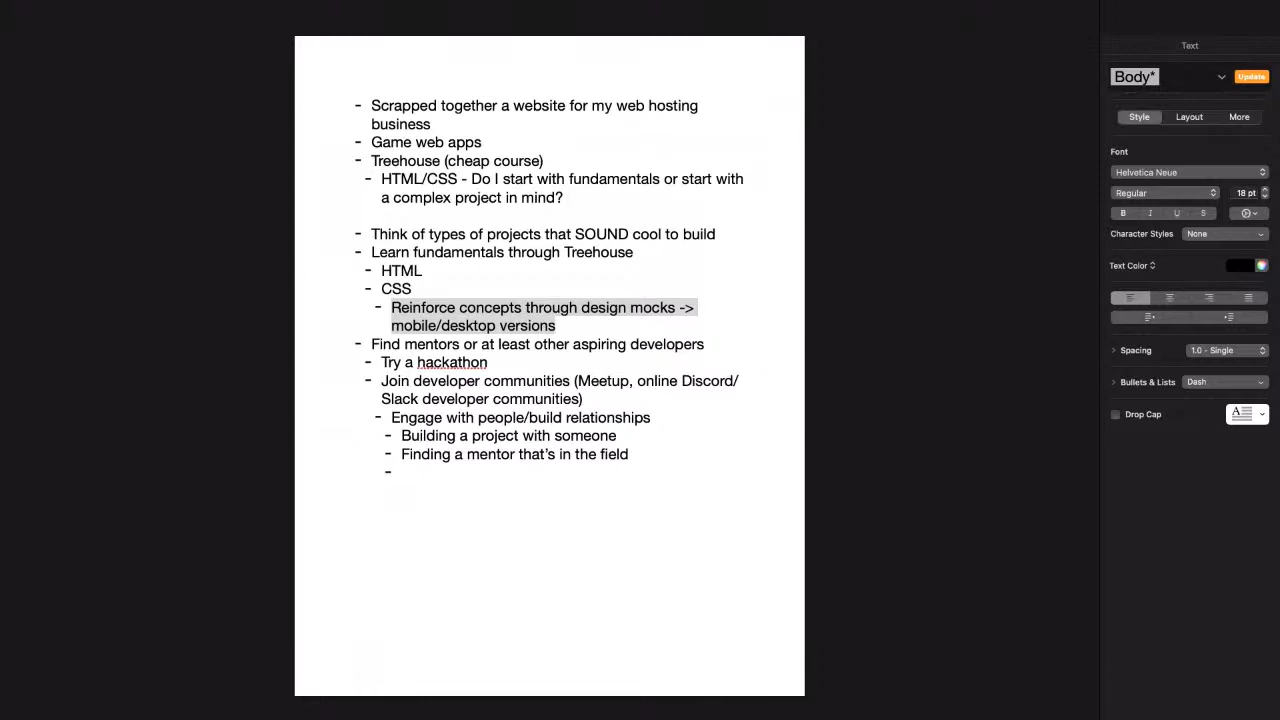 Text
Body*
Update
Style Layout More
Font
Helvetica Neue
Regular 18 pt
B I U S
Character Styles None
Text Color
Spacing 1.0 - Single
Bullets & Lists Dash
Drop Cap
A
- Scrapped together a website for my web hosting
business
- Game web apps
- Treehouse (cheap course)
- HTML/CSS - Do I start with fundamentals or start with
a complex project in mind?
- Think of types of projects that SOUND cool to build
- Learn fundamentals through Treehouse
- HTML
- CSS
- Reinforce concepts through design mocks ->
mobile/desktop versions
- Find mentors or at least other aspiring developers
- Try a hackathon
- Join developer communities (Meetup, online Discord/
Slack developer communities)
- Engage with people/build relationships
- Building a project with someone
- Finding a mentor that’s in the field
-